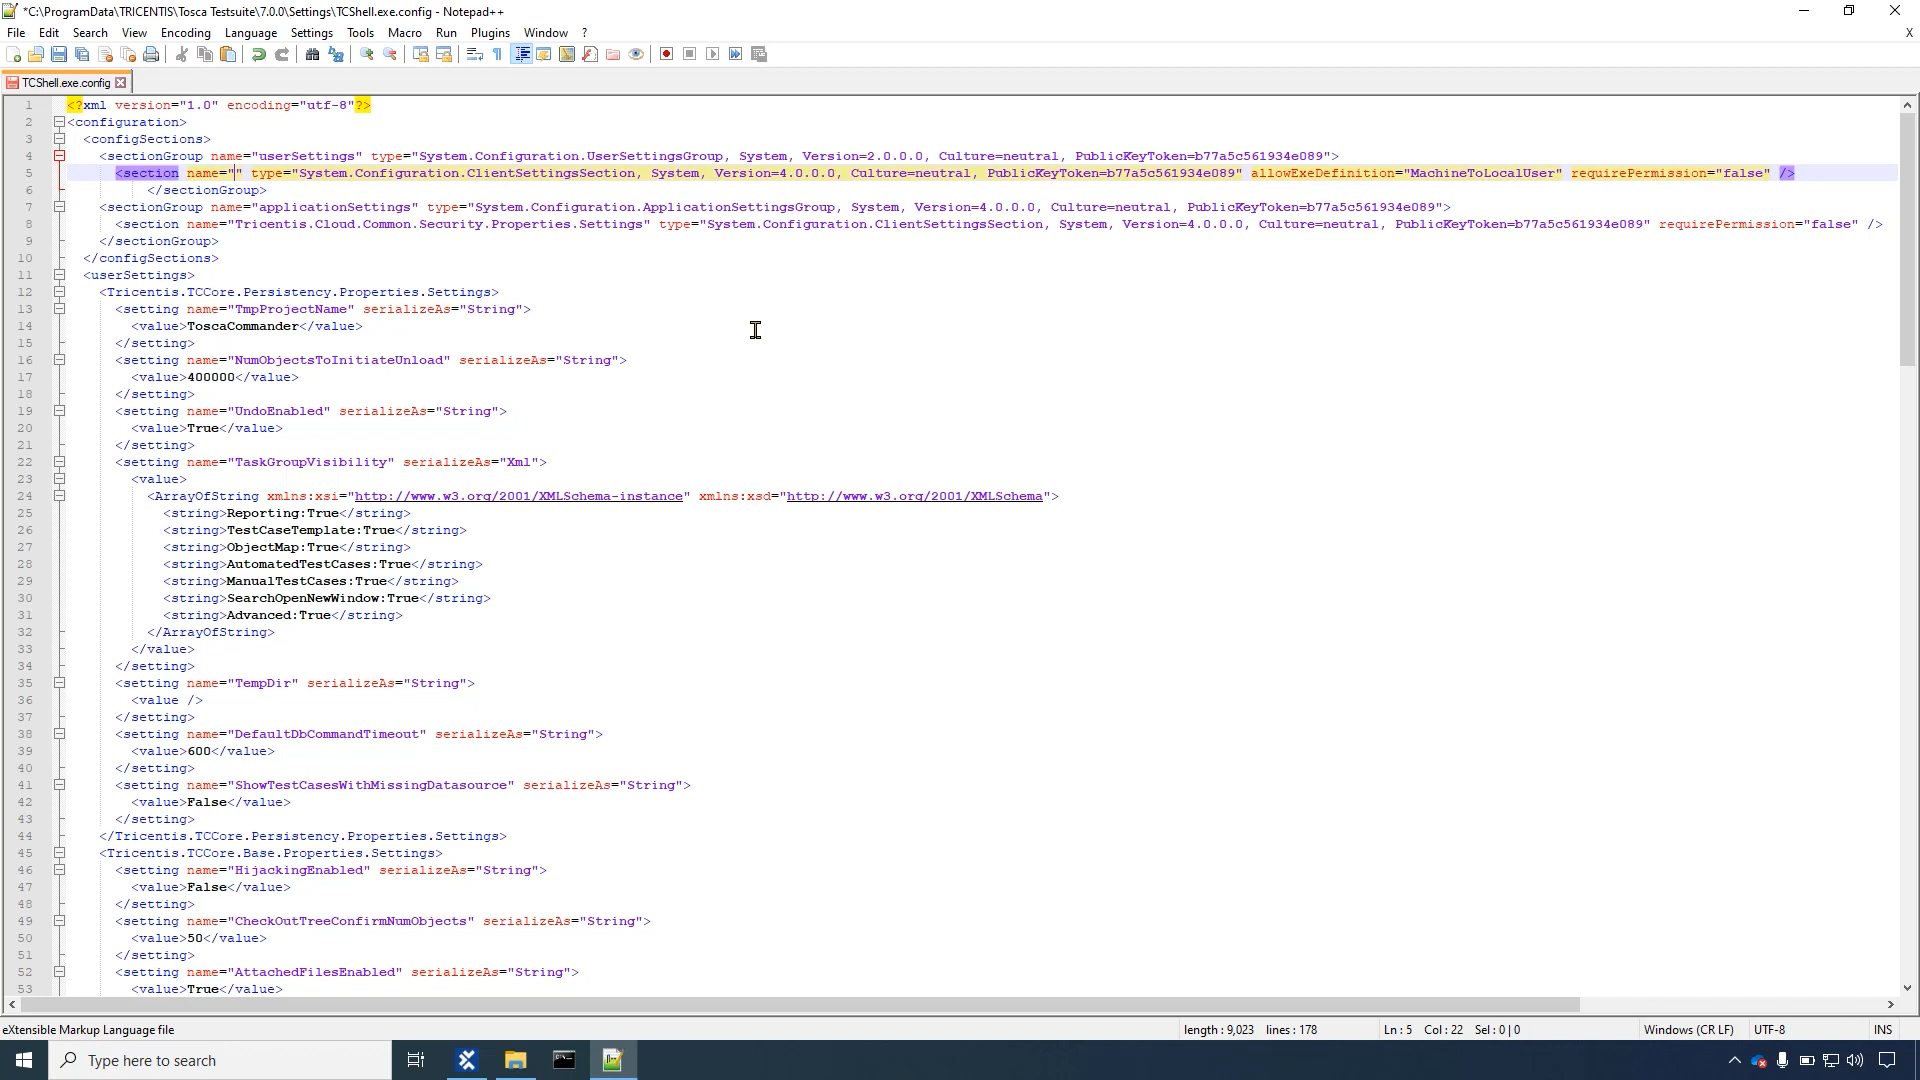 *C:\ProgramData\TRICENTIS\Tosca Testsuite\7.0.0\Settings\TCShell.exe.config - Notepad++
File Edit Search View Encoding Language Settings Tools Macro Run Plugins Window ? X
TCShell.exe.config
1 <?xml version="1.0" encoding="utf-8"?>
2 <configuration>
3 <configSections>
4 <sectionGroup name="userSettings" type="System.Configuration.UserSettingsGroup, System, Version=2.0.0.0, Culture=neutral, PublicKeyToken=b77a5c561934e089">
5 <section name="" type="System.Configuration.ClientSettingsSection, System, Version=4.0.0.0, Culture=neutral, PublicKeyToken=b77a5c561934e089" allowExeDefinition="MachineToLocalUser" requirePermission="false" />
6 </sectionGroup>
7 <sectionGroup name="applicationSettings" type="System.Configuration.ApplicationSettingsGroup, System, Version=4.0.0.0, Culture=neutral, PublicKeyToken=b77a5c561934e089">
8 <section name="Tricentis.Cloud.Common.Security.Properties.Settings" type="System.Configuration.ClientSettingsSection, System, Version=4.0.0.0, Culture=neutral, PublicKeyToken=b77a5c561934e089" requirePermission="false" />
9 </sectionGroup>
10 </configSections>
11 <userSettings>
12 <Tricentis.TCCore.Persistency.Properties.Settings>
13 <setting name="TmpProjectName" serializeAs="String">
14 <value>ToscaCommander</value>
15 </setting>
16 <setting name="NumObjectsToInitiateUnload" serializeAs="String">
17 <value>400000</value>
18 </setting>
19 <setting name="UndoEnabled" serializeAs="String">
20 <value>True</value>
21 </setting>
22 <setting name="TaskGroupVisibility" serializeAs="Xml">
23 <value>
24 <ArrayOfString xmlns:xsi="http://www.w3.org/2001/XMLSchema-instance" xmlns:xsd="http://www.w3.org/2001/XMLSchema">
25 <string>Reporting:True</string>
26 <string>TestCaseTemplate:True</string>
27 <string>ObjectMap:True</string>
28 <string>AutomatedTestCases:True</string>
29 <string>ManualTestCases:True</string>
30 <string>SearchOpenNewWindow:True</string>
31 <string>Advanced:True</string>
32 </ArrayOfString>
33 </value>
34 </setting>
35 <setting name="TempDir" serializeAs="String">
36 <value />
37 </setting>
38 <setting name="DefaultDbCommandTimeout" serializeAs="String">
39 <value>600</value>
40 </setting>
41 <setting name="ShowTestCasesWithMissingDatasource" serializeAs="String">
42 <value>False</value>
43 </setting>
44 </Tricentis.TCCore.Persistency.Properties.Settings>
45 <Tricentis.TCCore.Base.Properties.Settings>
46 <setting name="HijackingEnabled" serializeAs="String">
47 <value>False</value>
48 </setting>
49 <setting name="CheckOutTreeConfirmNumObjects" serializeAs="String">
50 <value>50</value>
51 </setting>
52 <setting name="AttachedFilesEnabled" serializeAs="String">
53 <value>True</value>
eXtensible Markup Language file length : 9,023 lines : 178 Ln : 5 Col : 22 Sel : 0 | 0 Windows (CR LF) UTF-8 INS
Type here to search